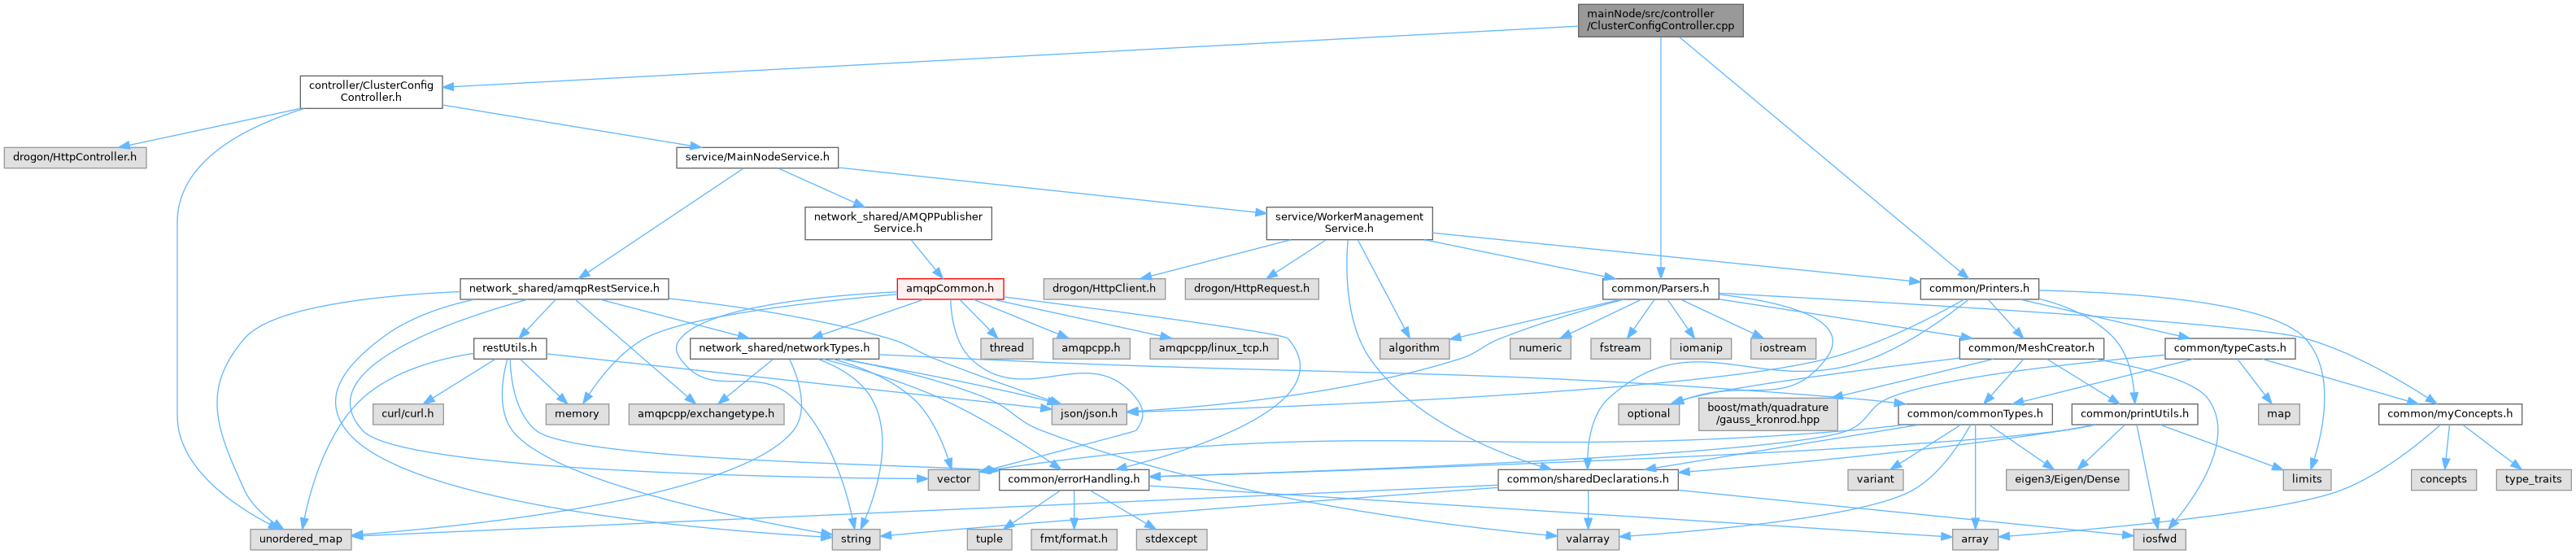 mainNode/src/controller
/ClusterConfigController.cpp
controller/ClusterConfig
Controller.h
drogon/HttpController.h
service/MainNodeService.h
network_shared/AMQPPublisher
Service.h
service/WorkerManagement
Service.h
network_shared/amqpRestService.h
amqpCommon.h
drogon/HttpClient.h
drogon/HttpRequest.h
common/Parsers.h
common/Printers.h
restUtils.h
network_shared/networkTypes.h
thread
amqpcpp.h
amqpcpp/linux_tcp.h
algorithm
numeric
fstream
iomanip
iostream
common/MeshCreator.h
common/typeCasts.h
curl/curl.h
memory
amqpcpp/exchangetype.h
json/json.h
optional
boost/math/quadrature
/gauss_kronrod.hpp
common/commonTypes.h
common/printUtils.h
map
common/myConcepts.h
vector
common/errorHandling.h
common/sharedDeclarations.h
variant
eigen3/Eigen/Dense
limits
concepts
type_traits
unordered_map
string
tuple
fmt/format.h
stdexcept
valarray
array
iosfwd